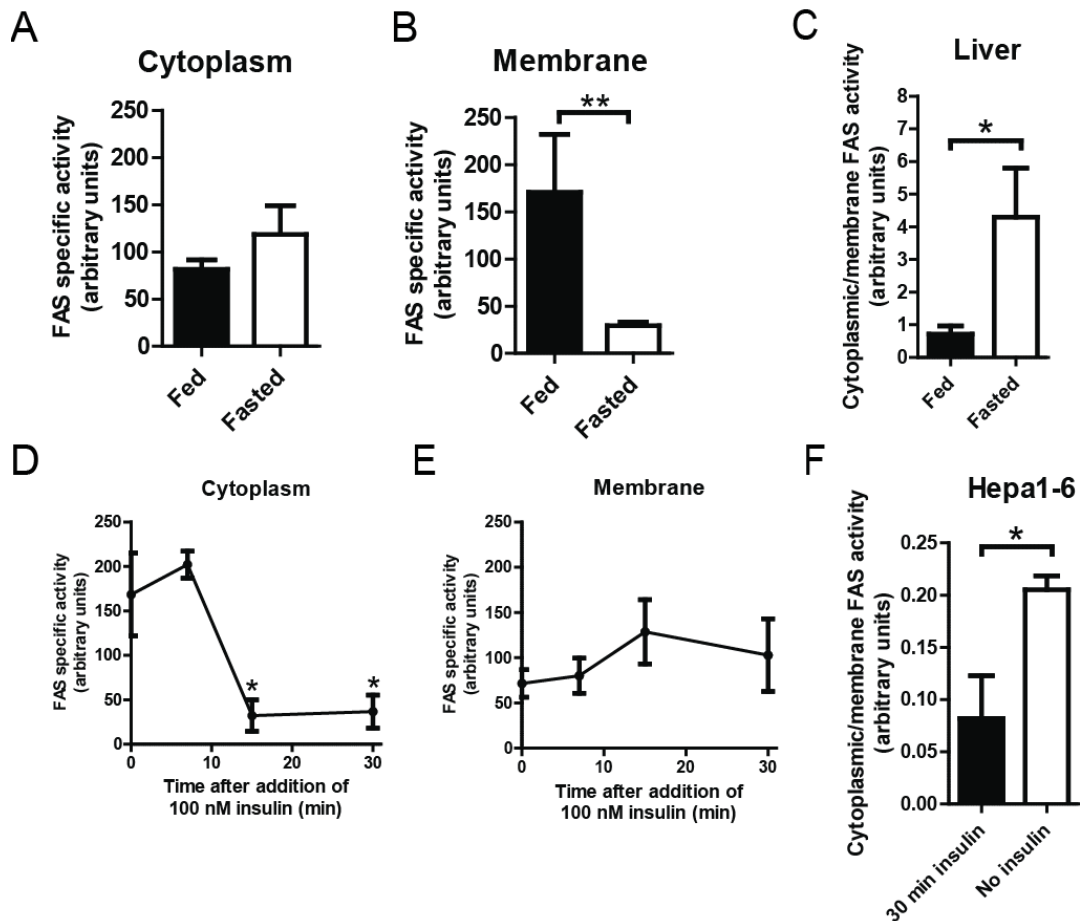 A
Cytoplasm
FAS specific activity
(arbitrary units)
250
200
150
100
50
0
Fed
Fasted
B
Membrane
**
FAS specific activity
(arbitrary units)
250
200
150
100
50
0
Fed
Fasted
C
Liver
*
Cytoplasmic/membrane FAS activity
(arbitrary units)
8
7
6
5
4
3
2
1
0
Fed
Fasted
D
Cytoplasm
FAS specific activity
(arbitrary units)
250
200
150
100
50
0
*
*
0
10
20
30
Time after addition of
100 nM insulin (min)
E
Membrane
FAS specific activity
(arbitrary units)
250
200
150
100
50
0
0
10
20
30
Time after addition of
100 nM insulin (min)
F
Hepa1-6
*
Cytoplasmic/membrane FAS activity
(arbitrary units)
0.25
0.20
0.15
0.10
0.05
0.00
30 min insulin
No insulin